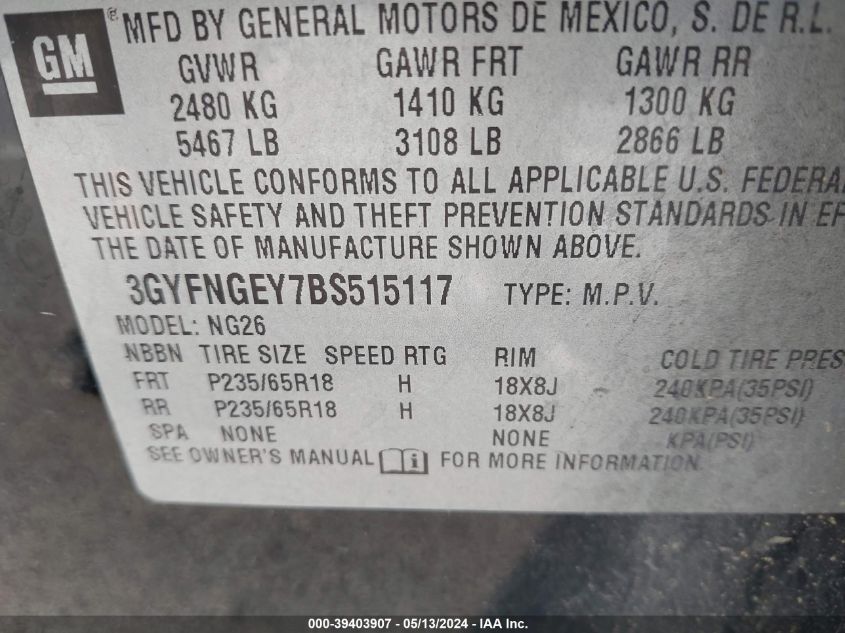 GM® MFD BY GENERAL MOTORS DE MEXICO, S. DE R.L.
GVWR GAWR FRT GAWR RR
2480 KG 1410 KG 1300 KG
5467 LB 3108 LB 2866 LB
THIS VEHICLE CONFORMS TO ALL APPLICABLE U.S. FEDERA
VEHICLE SAFETY AND THEFT PREVENTION STANDARDS IN EF
THE DATE OF MANUFACTURE SHOWN ABOVE.
3GYFNGEY7BS515117 TYPE: M.P.V.
MODEL: NG26
NBBN TIRE SIZE SPEED RTG RIM COLD TIRE PRES
FRT P235/65R18 H 18X8J 240KPA(35PSI)
RR P235/65R18 H 18X8J 240KPA(35PSI)
SPA NONE NONE KPA(PSI)
SEE OWNER'S MANUAL i FOR MORE INFORMATION
000-39403907 - 05/13/2024 - IAA Inc.